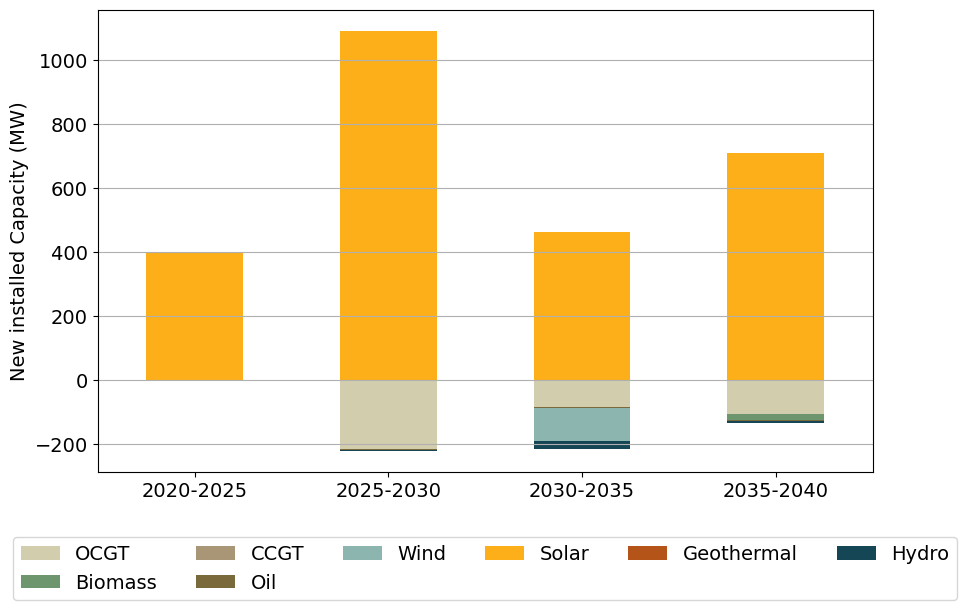 New installed Capacity (MW)
1000
800
600
400
200
0
−200
2020-2025 2025-2030 2030-2035 2035-2040
OCGT CCGT Wind Solar Geothermal Hydro
Biomass Oil